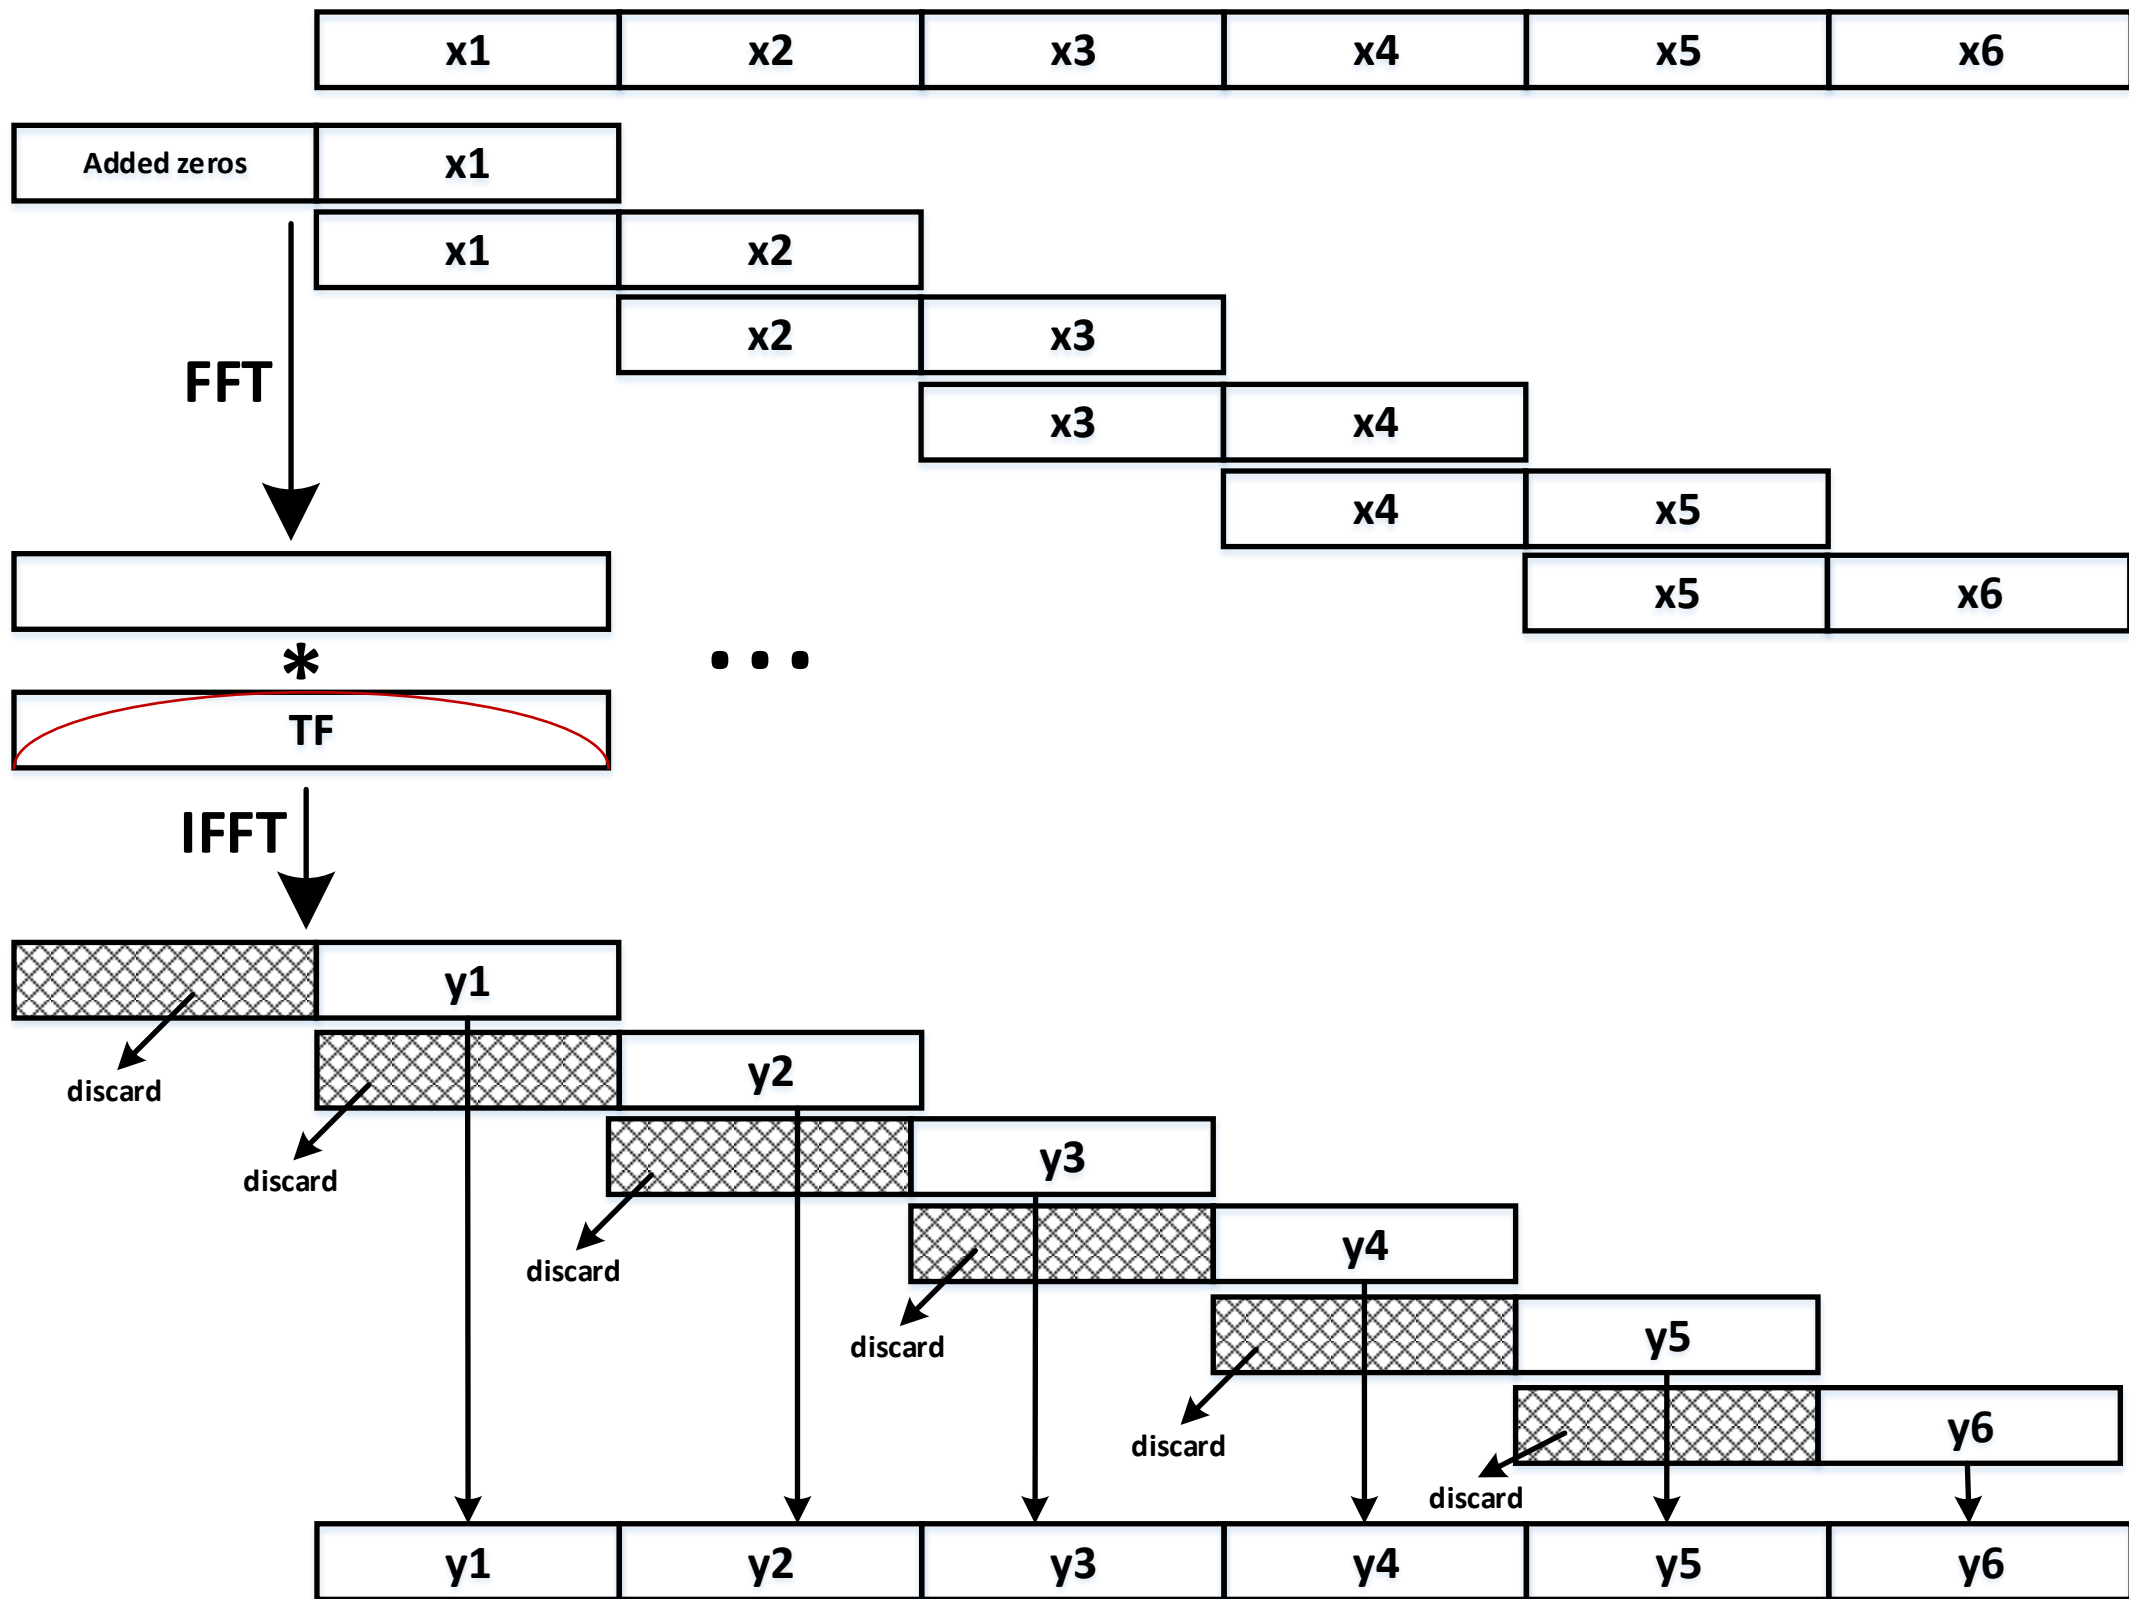 x1 x2 x3 x4 x5 x6
Added zeros x1
x1 x2
x2 x3
FFT
x3 x4
x4 x5
x5 x6
*
...
TF
IFFT
y1
discard
y2
discard
y3
discard
y4
discard
y5
discard
y6
discard
y1 y2 y3 y4 y5 y6